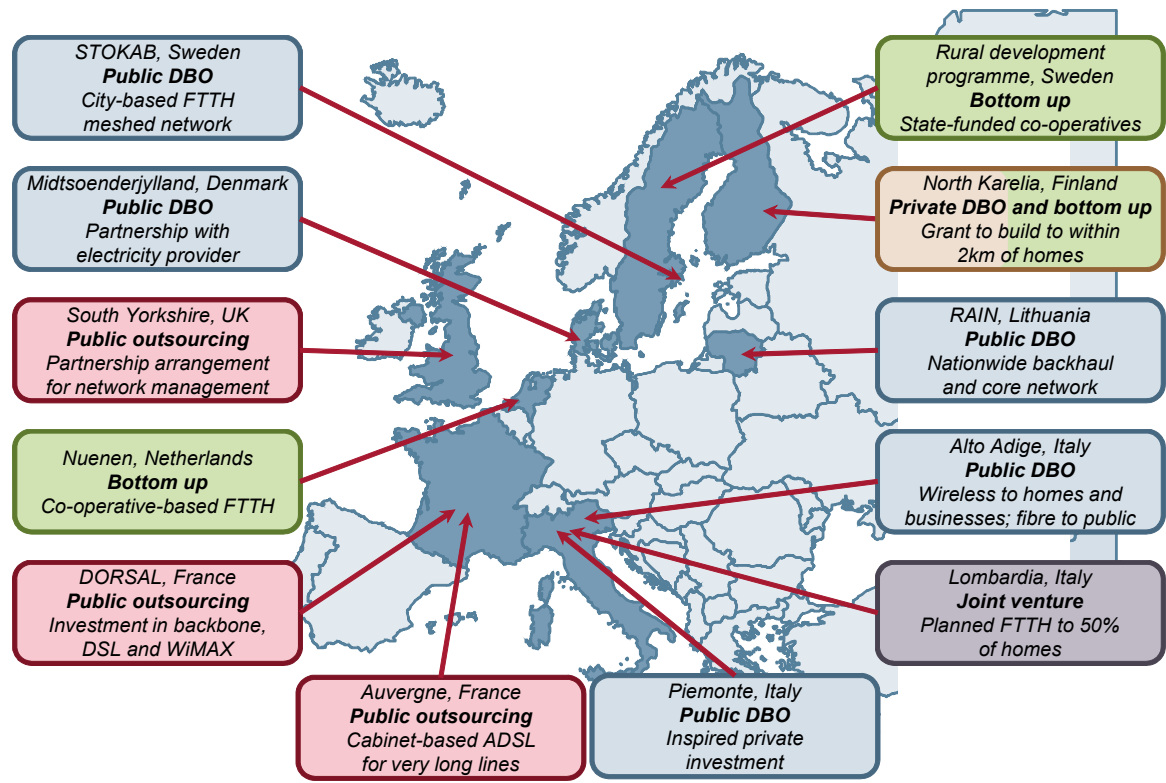 STOKAB, Sweden
Public DBO
City-based FTTH
meshed network
Midtsoenderjylland, Denmark
Public DBO
Partnership with
electricity provider
South Yorkshire, UK
Public outsourcing
Partnership arrangement
for network management
Nuenen, Netherlands
Bottom up
Co-operative-based FTTH
DORSAL, France
Public outsourcing
Investment in backbone,
DSL and WiMAX
Auvergne, France
Public outsourcing
Cabinet-based ADSL
for very long lines
Piemonte, Italy
Public DBO
Inspired private
investment
Rural development
programme, Sweden
Bottom up
State-funded co-operatives
North Karelia, Finland
Private DBO and bottom up
Grant to build to within
2km of homes
RAIN, Lithuania
Public DBO
Nationwide backhaul
and core network
Alto Adige, Italy
Public DBO
Wireless to homes and
businesses; fibre to public
Lombardia, Italy
Joint venture
Planned FTTH to 50%
of homes